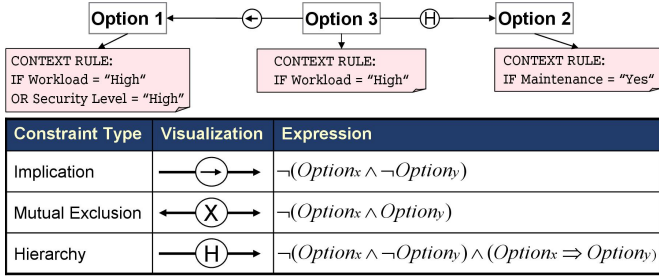 Option 1 ← Option 3 H Option 2
CONTEXT RULE:
IF Workload = “High“
OR Security Level = “High“
CONTEXT RULE:
IF Workload = “High“
CONTEXT RULE:
IF Maintenance = “Yes“
Constraint Type Visualization Expression
Implication → ¬(Optionx ∧ ¬Optiony)
Mutual Exclusion X ¬(Optionx ∧ Optiony)
Hierarchy H ¬(Optionx ∧ ¬Optiony) ∧ (Optionx ⇒ Optiony)